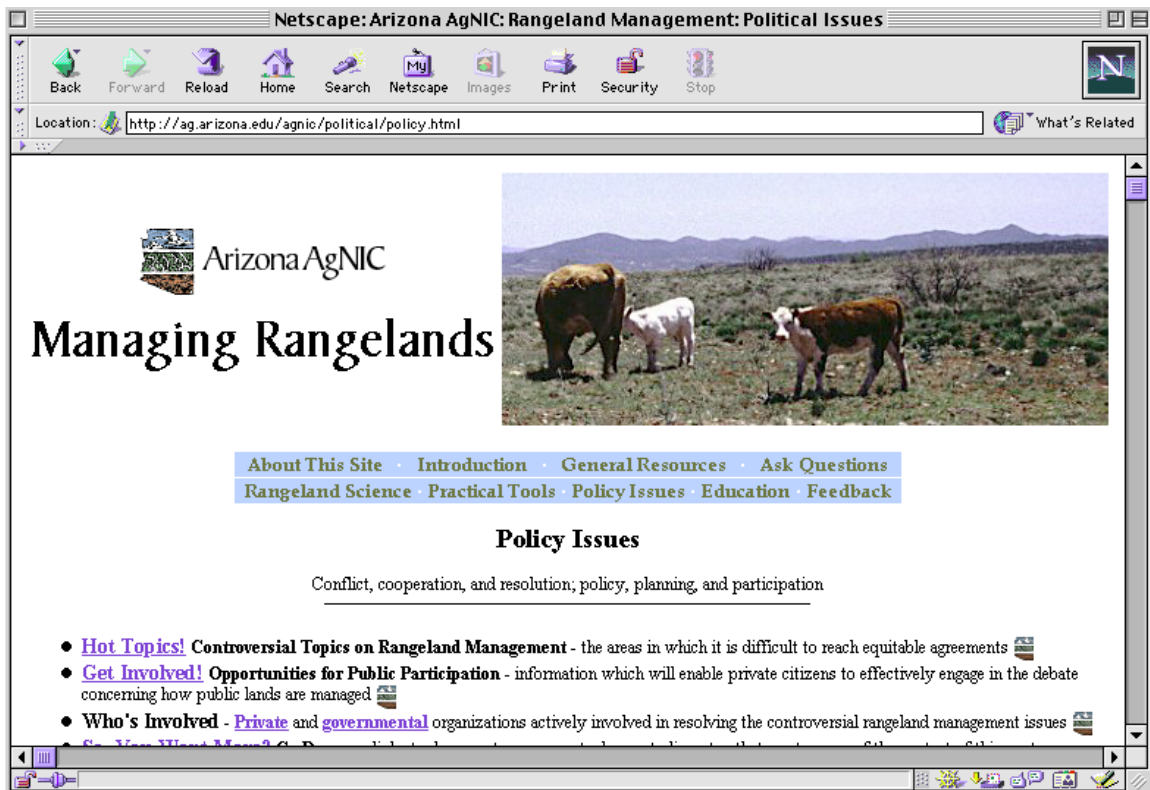 Netscape: Arizona AgNIC: Rangeland Management: Political Issues
Back Forward Reload Home Search Netscape Images Print Security Stop
My
N
Location: http://ag.arizona.edu/agnic/political/policy.html What's Related
Arizona AgNIC
Managing Rangelands
About This Site · Introduction · General Resources · Ask Questions
Rangeland Science · Practical Tools · Policy Issues · Education · Feedback
Policy Issues
Conflict, cooperation, and resolution; policy, planning, and participation
Hot Topics! Controversial Topics on Rangeland Management - the areas in which it is difficult to reach equitable agreements
Get Involved! Opportunities for Public Participation - information which will enable private citizens to effectively engage in the debate
concerning how public lands are managed
Who's Involved - Private and governmental organizations actively involved in resolving the controversial rangeland management issues
So, You Want More?